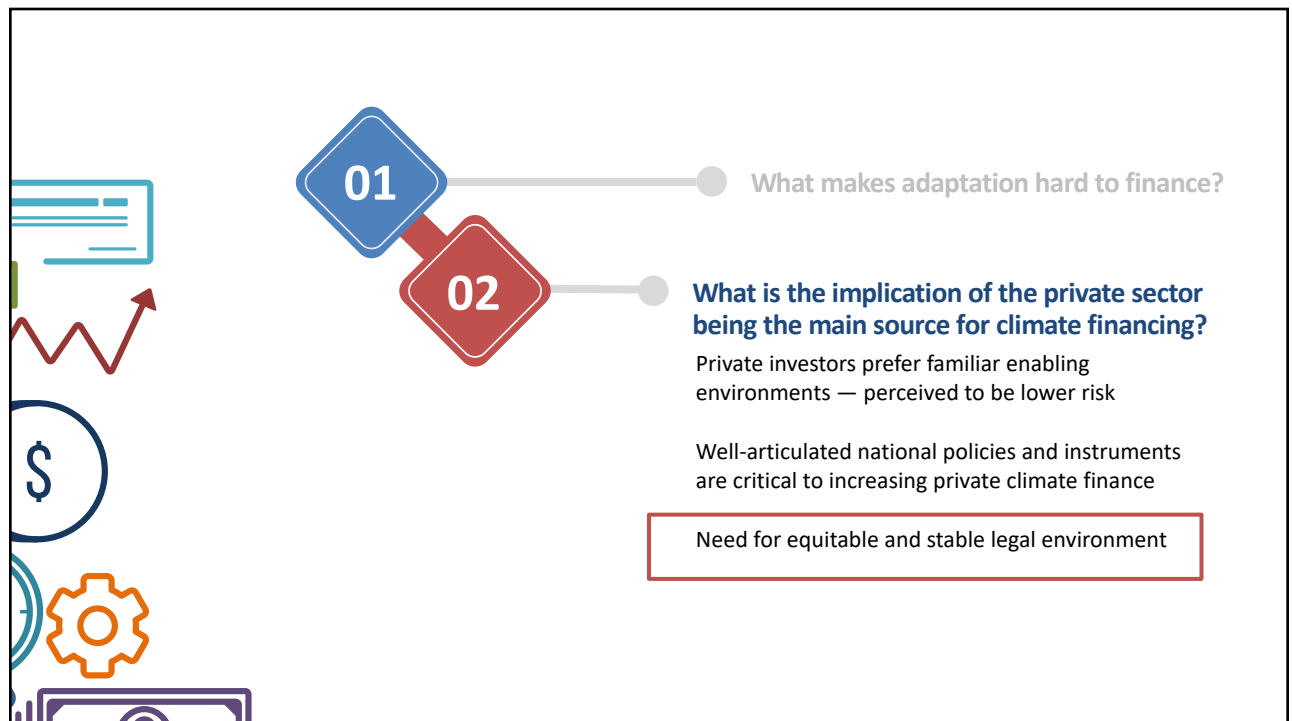 01
What makes adaptation hard to finance?
02
What is the implication of the private sector
being the main source for climate financing?
Private investors prefer familiar enabling
environments — perceived to be lower risk
Well-articulated national policies and instruments
are critical to increasing private climate finance
Need for equitable and stable legal environment
$